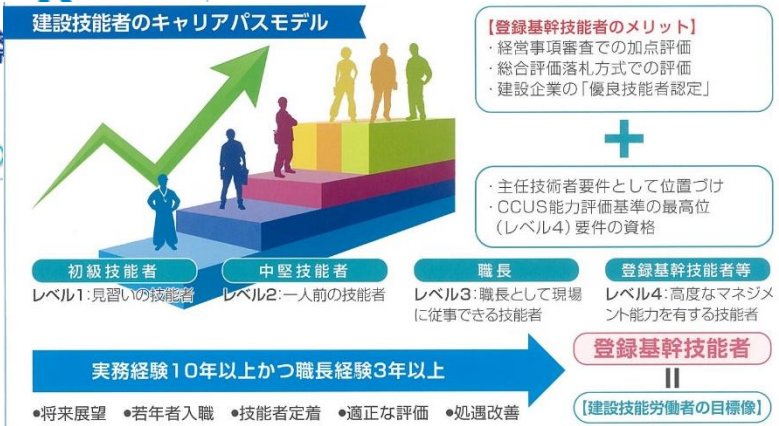 建設技能者のキャリアパスモデル
【登録基幹技能者のメリット】
・経営事項審査での加点評価
・総合評価落札方式での評価
・建設企業の「優良技能者認定」
+
・主任技術者要件として位置づけ
・CCUS能力評価基準の最高位
（レベル4）要件の資格
初級技能者
レベル1：見習いの技能者
中堅技能者
レベル2：一人前の技能者
職長
レベル3：職長として現場
に従事できる技能者
登録基幹技能者等
レベル4：高度なマネジメ
ント能力を有する技能者
実務経験10年以上かつ職長経験3年以上
登録基幹技能者
=
【建設技能労働者の目標像】
●将来展望 ●若年者入職 ●技能者定着 ●適正な評価 ●処遇改善